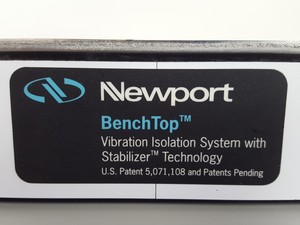 Newport
BenchTop™
Vibration Isolation System with
Stabilizer™ Technology
U.S. Patent 5,071,108 and Patents Pending